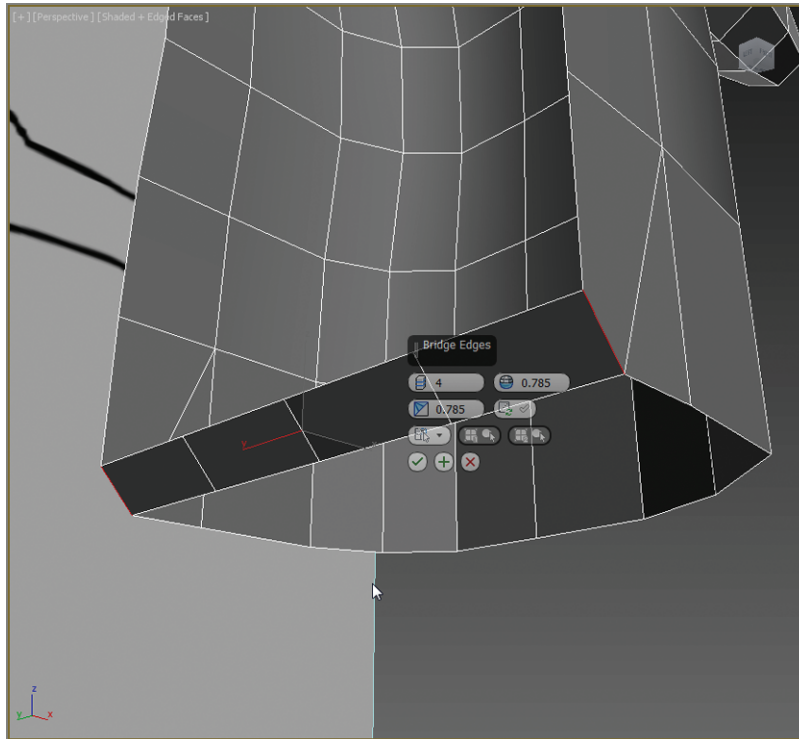 [+] [Perspective] [Shaded + Edged Faces]
Bridge Edges
4
0.785
0.785
y
z
y
x